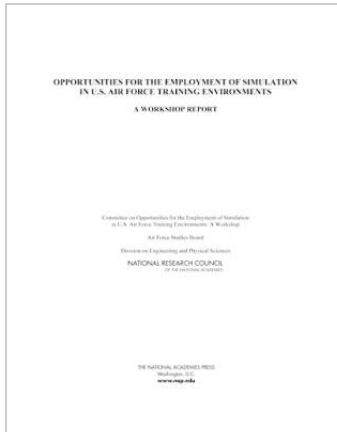 OPPORTUNITIES FOR THE EMPLOYMENT OF SIMULATION
IN U.S. AIR FORCE TRAINING ENVIRONMENTS
A WORKSHOP REPORT
Committee on Opportunities for the Employment of Simulation
in U.S. Air Force Training Environments: A Workshop
Air Force Studies Board
Division on Engineering and Physical Sciences
NATIONAL RESEARCH COUNCIL
OF THE NATIONAL ACADEMIES
THE NATIONAL ACADEMIES PRESS
Washington, D.C.
www.nap.edu